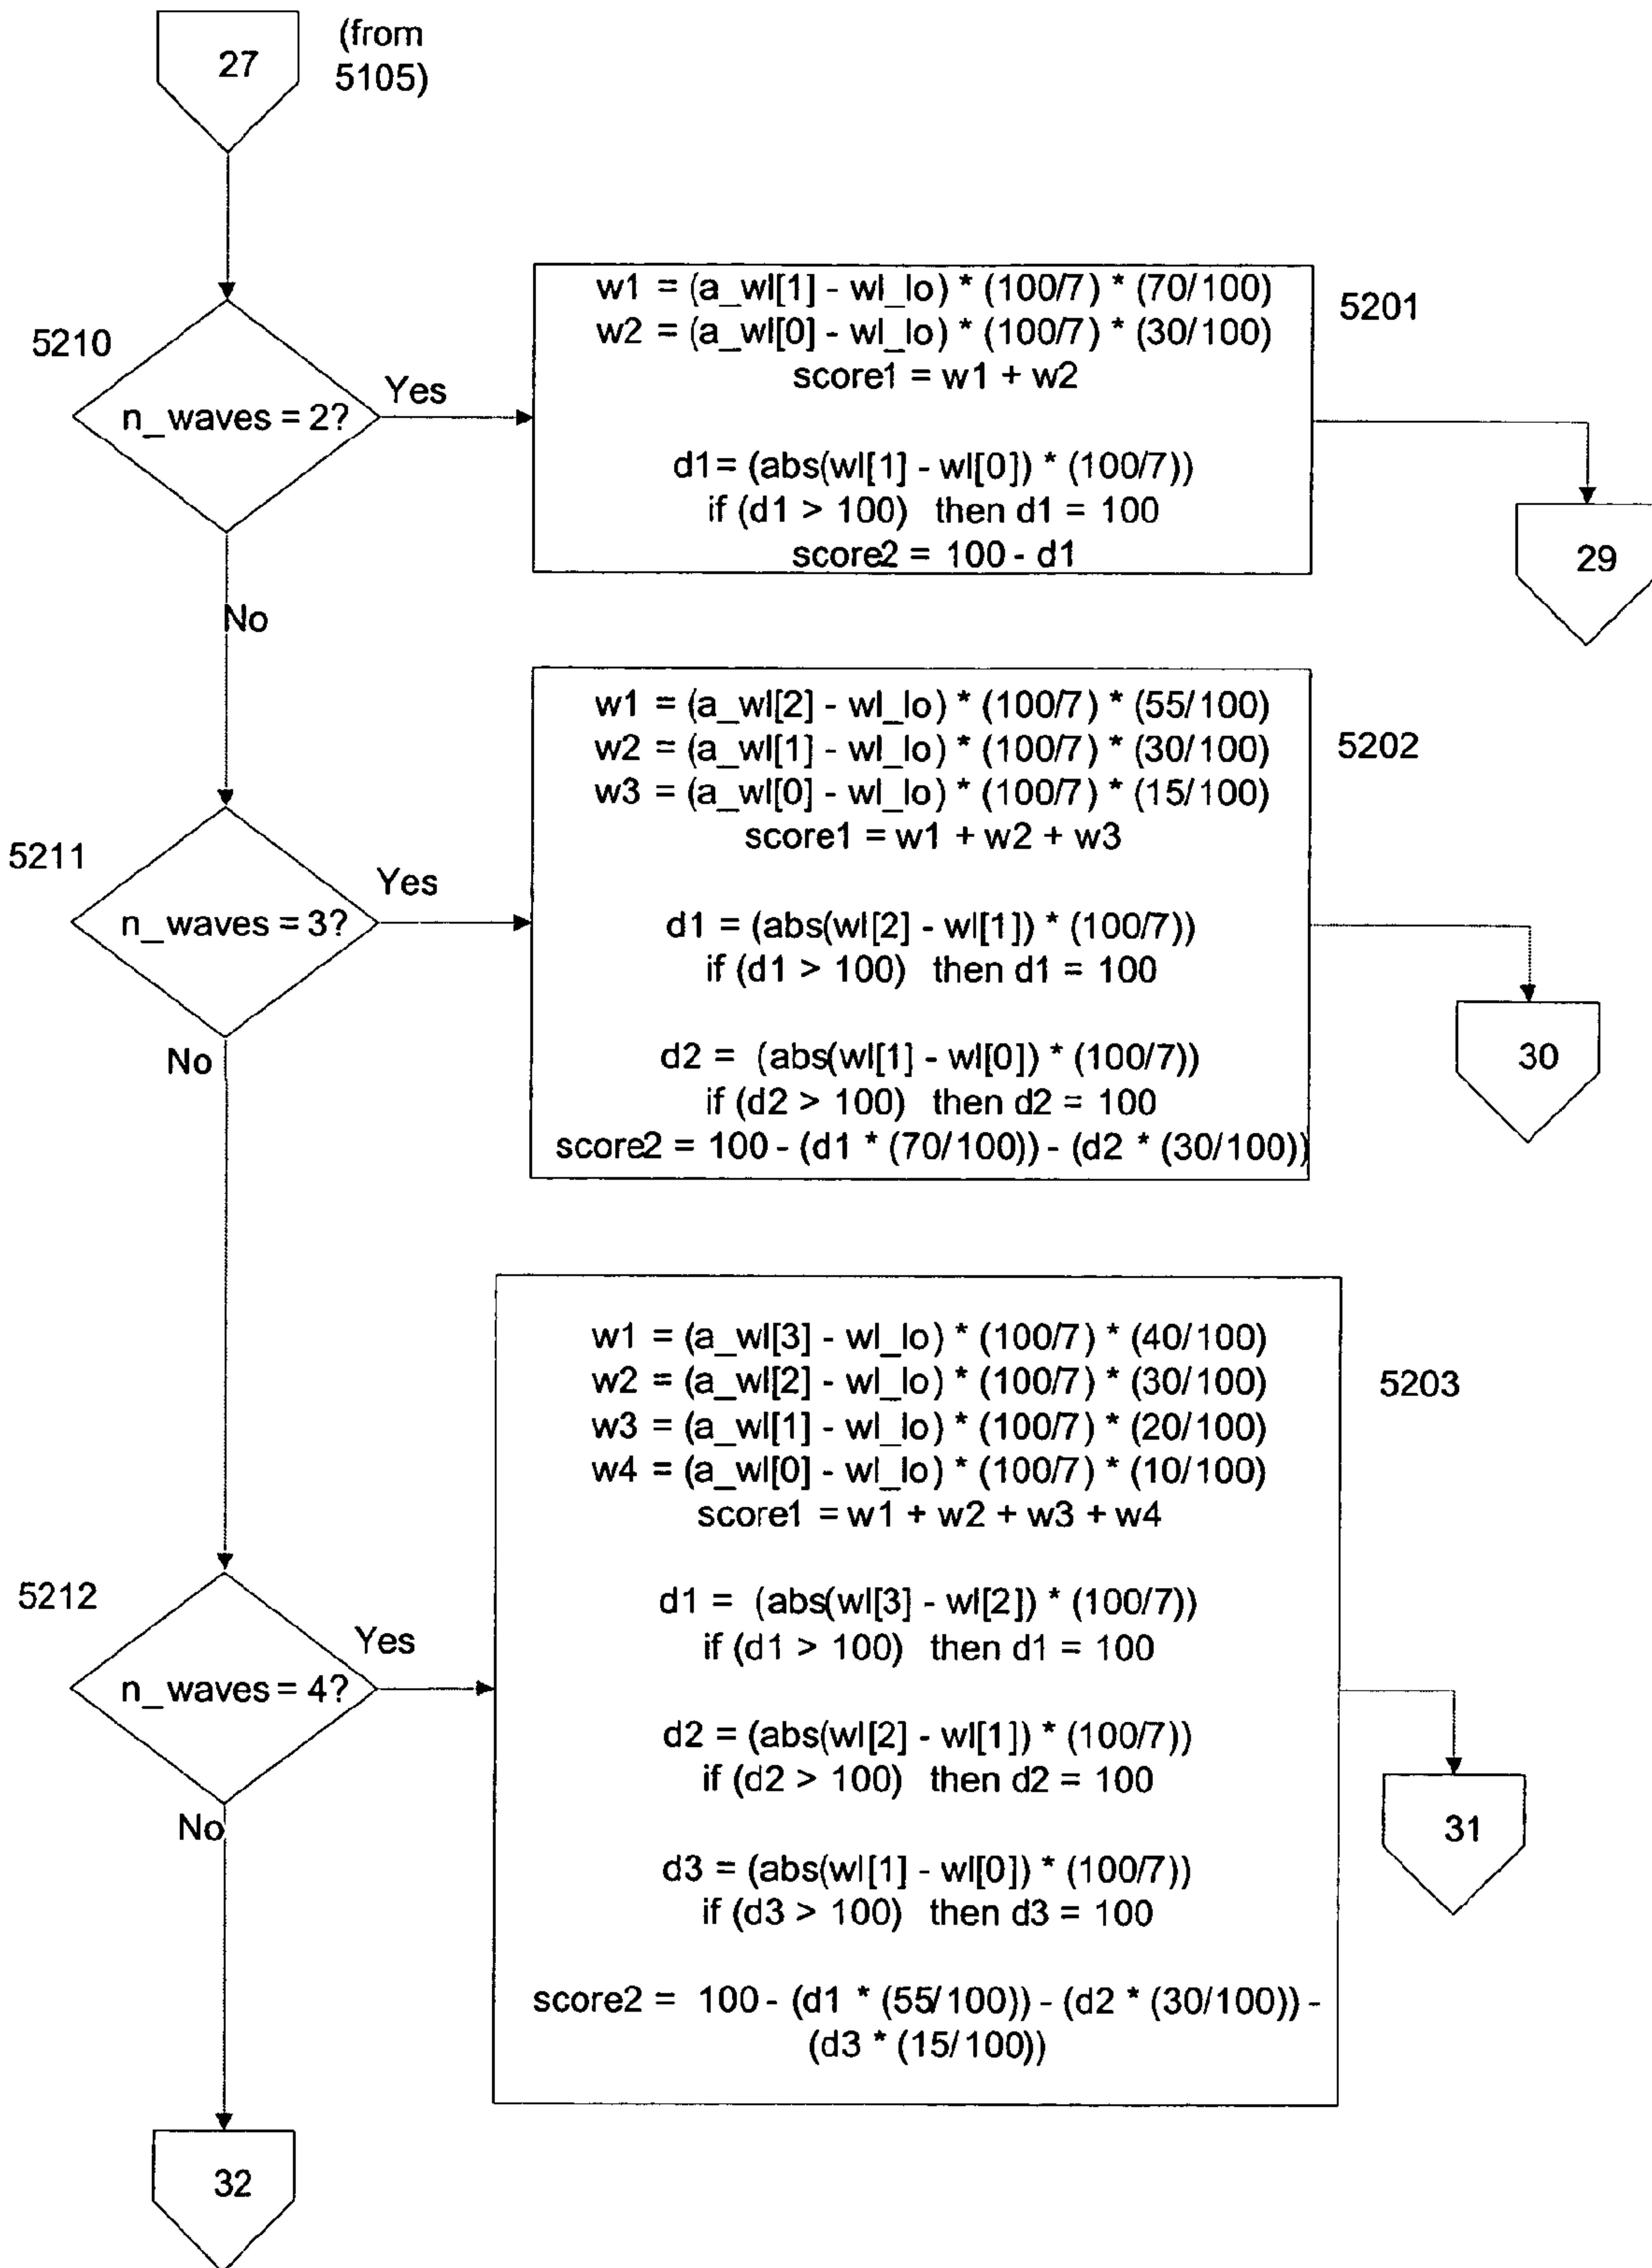 27
(from
5105)
5210
n_waves = 2?
Yes
No
w1 = (a_wl[1] - wl_lo) * (100/7) * (70/100)
w2 = (a_wl[0] - wl_lo) * (100/7) * (30/100)
score1 = w1 + w2
d1= (abs(wl[1] - wl[0]) * (100/7))
if (d1 > 100) then d1 = 100
score2 = 100 - d1
5201
29
5211
n_waves = 3?
Yes
No
w1 = (a_wl[2] - wl_lo) * (100/7) * (55/100)
w2 = (a_wl[1] - wl_lo) * (100/7) * (30/100)
w3 = (a_wl[0] - wl_lo) * (100/7) * (15/100)
score1 = w1 + w2 + w3
d1 = (abs(wl[2] - wl[1]) * (100/7))
if (d1 > 100) then d1 = 100
d2 = (abs(wl[1] - wl[0]) * (100/7))
if (d2 > 100) then d2 = 100
score2 = 100 - (d1 * (70/100)) - (d2 * (30/100))
5202
30
5212
n_waves = 4?
Yes
No
w1 = (a_wl[3] - wl_lo) * (100/7) * (40/100)
w2 = (a_wl[2] - wl_lo) * (100/7) * (30/100)
w3 = (a_wl[1] - wl_lo) * (100/7) * (20/100)
w4 = (a_wl[0] - wl_lo) * (100/7) * (10/100)
score1 = w1 + w2 + w3 + w4
d1 = (abs(wl[3] - wl[2]) * (100/7))
if (d1 > 100) then d1 = 100
d2 = (abs(wl[2] - wl[1]) * (100/7))
if (d2 > 100) then d2 = 100
d3 = (abs(wl[1] - wl[0]) * (100/7))
if (d3 > 100) then d3 = 100
score2 = 100 - (d1 * (55/100)) - (d2 * (30/100)) -
(d3 * (15/100))
5203
31
32